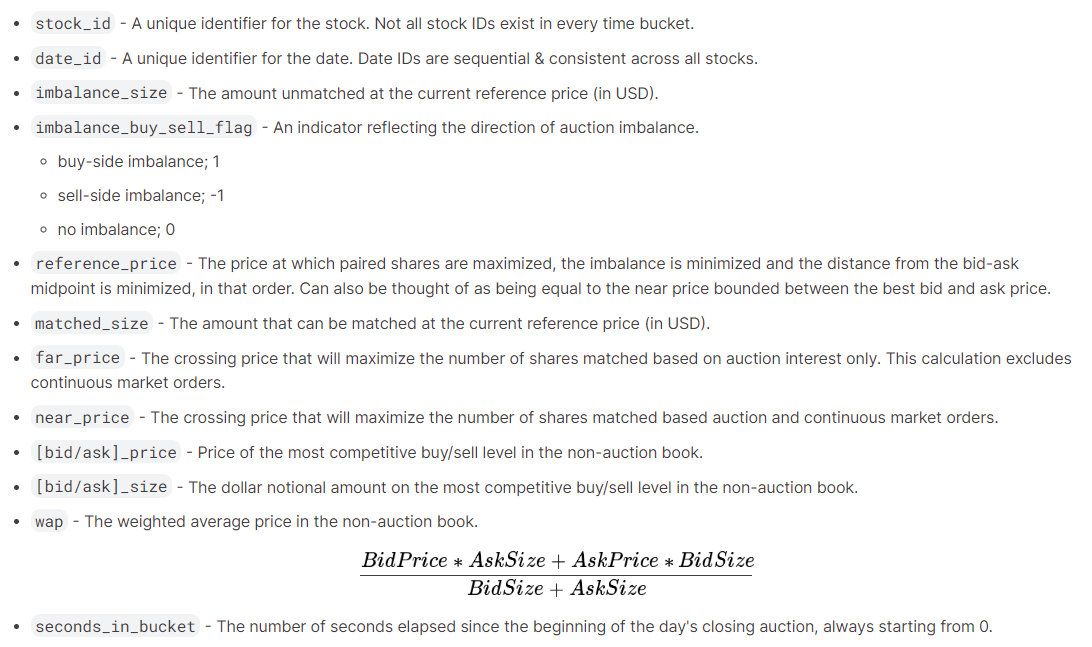 • stock_id - A unique identifier for the stock. Not all stock IDs exist in every time bucket.
• date_id - A unique identifier for the date. Date IDs are sequential & consistent across all stocks.
• imbalance_size - The amount unmatched at the current reference price (in USD).
• imbalance_buy_sell_flag - An indicator reflecting the direction of auction imbalance.
◦ buy-side imbalance; 1
◦ sell-side imbalance; -1
◦ no imbalance; 0
• reference_price - The price at which paired shares are maximized, the imbalance is minimized and the distance from the bid-ask
midpoint is minimized, in that order. Can also be thought of as being equal to the near price bounded between the best bid and ask price.
• matched_size - The amount that can be matched at the current reference price (in USD).
• far_price - The crossing price that will maximize the number of shares matched based on auction interest only. This calculation excludes
continuous market orders.
• near_price - The crossing price that will maximize the number of shares matched based auction and continuous market orders.
• [bid/ask]_price - Price of the most competitive buy/sell level in the non-auction book.
• [bid/ask]_size - The dollar notional amount on the most competitive buy/sell level in the non-auction book.
• wap - The weighted average price in the non-auction book.
BidPrice * AskSize + AskPrice * BidSize
BidSize + AskSize
• seconds_in_bucket - The number of seconds elapsed since the beginning of the day's closing auction, always starting from 0.